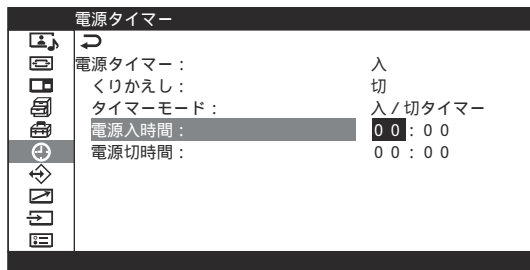 電源タイマー
電源タイマー： 入
くりかえし： 切
タイマーモード： 入／切タイマー
電源入時間： ００：００
電源切時間： ００：００